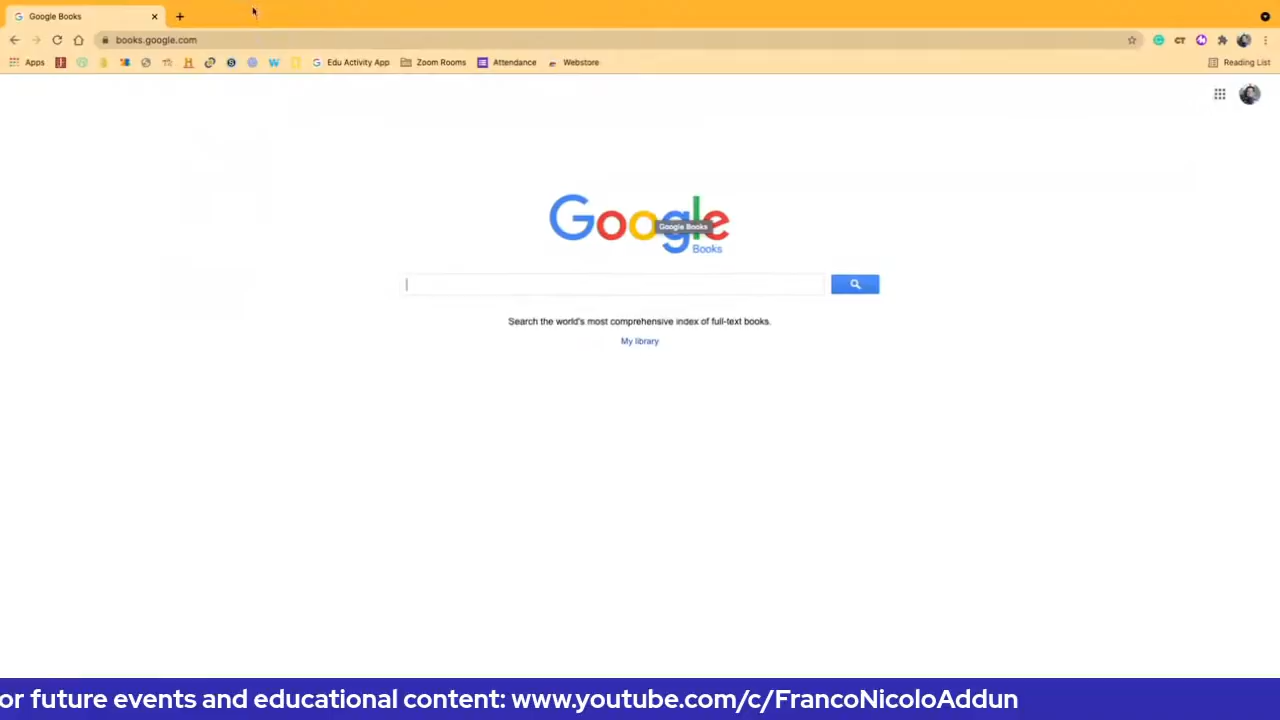 Google Books
books.google.com
Apps Edu Activity App Zoom Rooms Attendance Webstore Reading List
Google
Google Books
Books
Search the world's most comprehensive index of full-text books.
My library
or future events and educational content: www.youtube.com/c/FrancoNicoloAddun